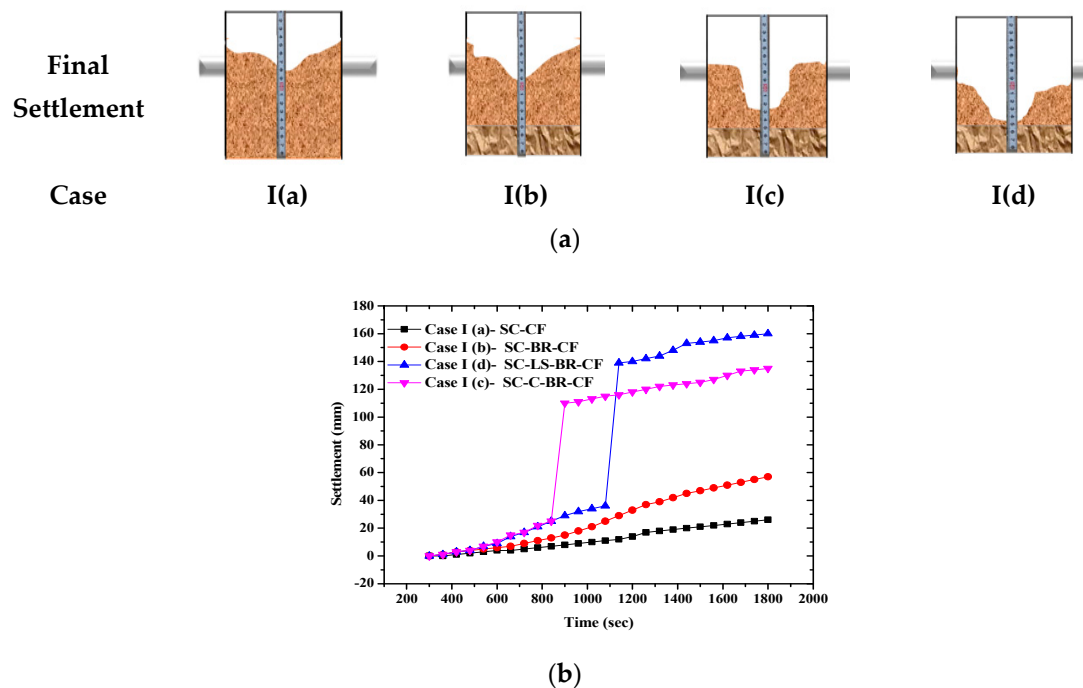 Final
Settlement
Case I(a) I(b) I(c) I(d)
(a)
180
160
140
120
100
80
60
40
20
0
-20
Settlement (mm)
Case I (a)- SC-CF
Case I (b)- SC-BR-CF
Case I (d)- SC-LS-BR-CF
Case I (c)- SC-C-BR-CF
200 400 600 800 1000 1200 1400 1600 1800 2000
Time (sec)
(b)